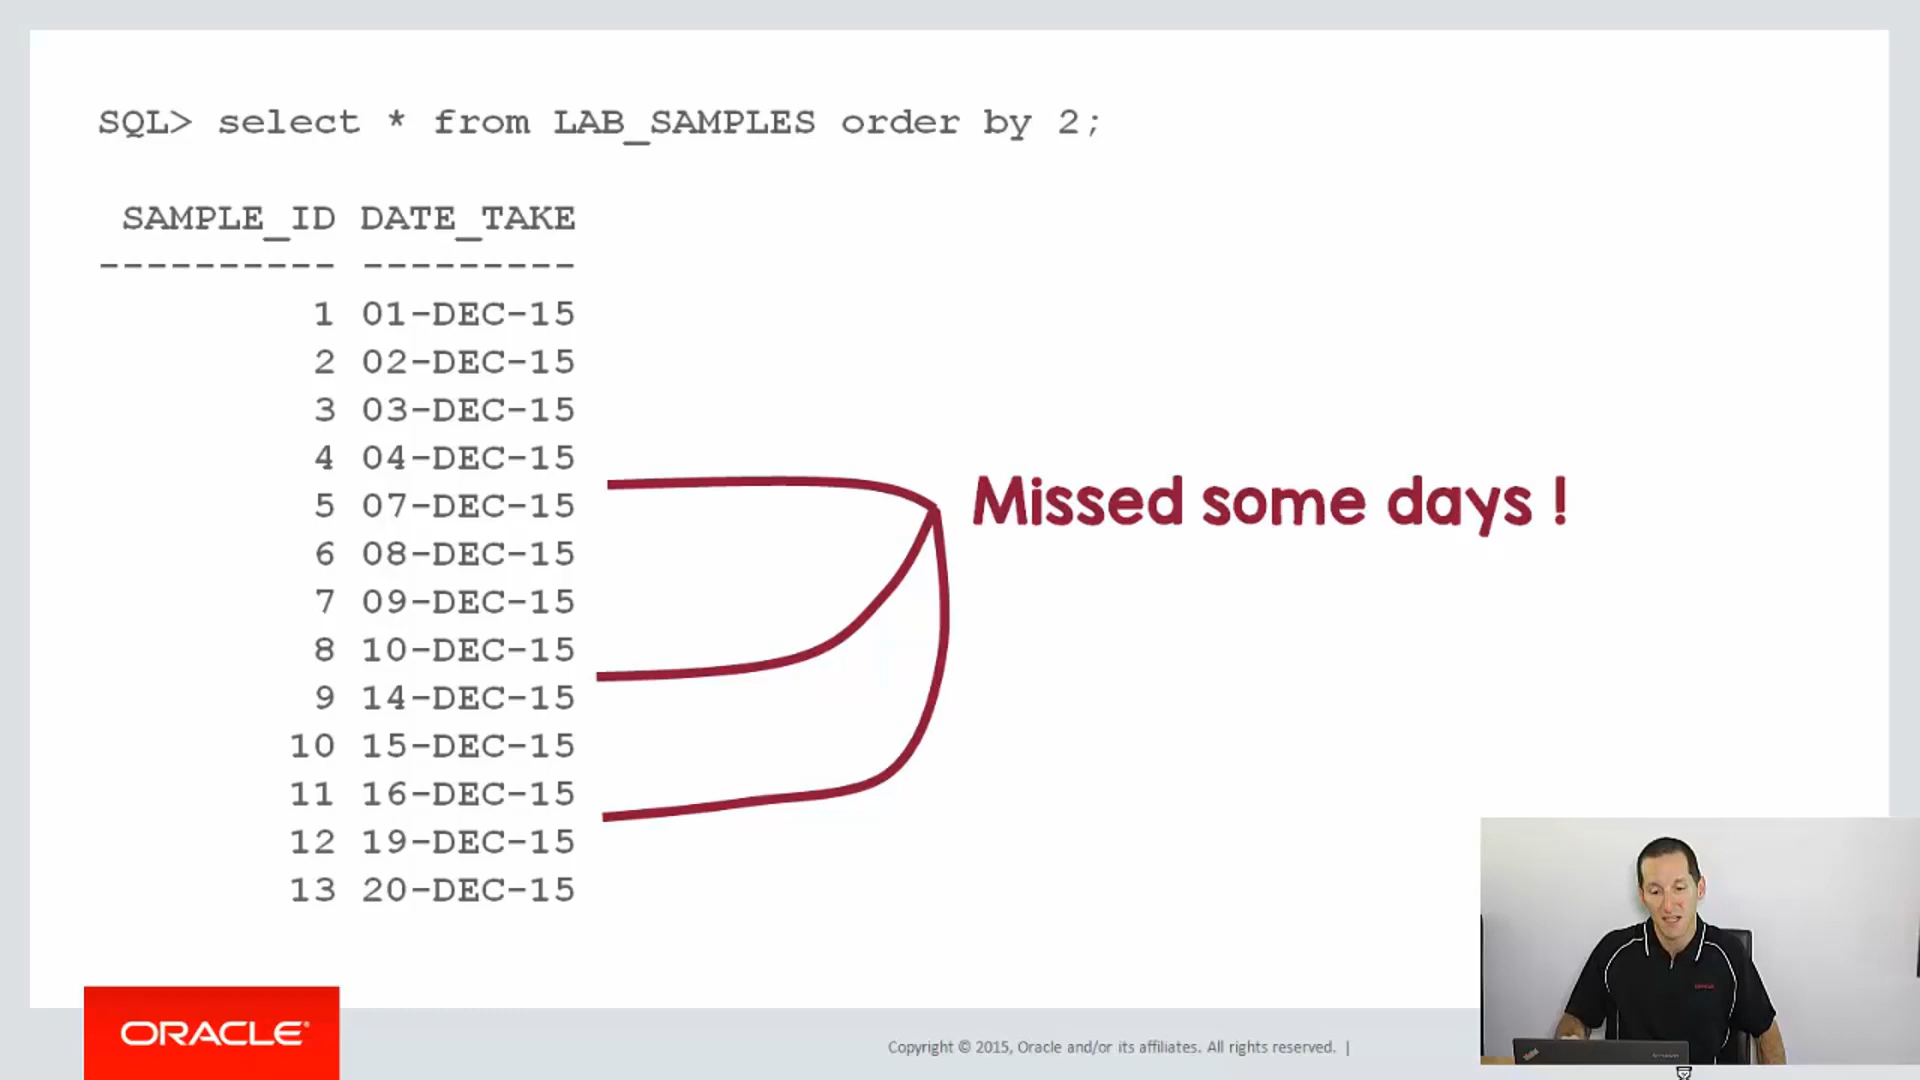 SQL> select * from LAB_SAMPLES order by 2;
SAMPLE_ID DATE_TAKE
---------- ---------
1 01-DEC-15
2 02-DEC-15
3 03-DEC-15
4 04-DEC-15
5 07-DEC-15
Missed some days !
6 08-DEC-15
7 09-DEC-15
8 10-DEC-15
9 14-DEC-15
10 15-DEC-15
11 16-DEC-15
12 19-DEC-15
13 20-DEC-15
ORACLE®
Copyright © 2015, Oracle and/or its affiliates. All rights reserved. |